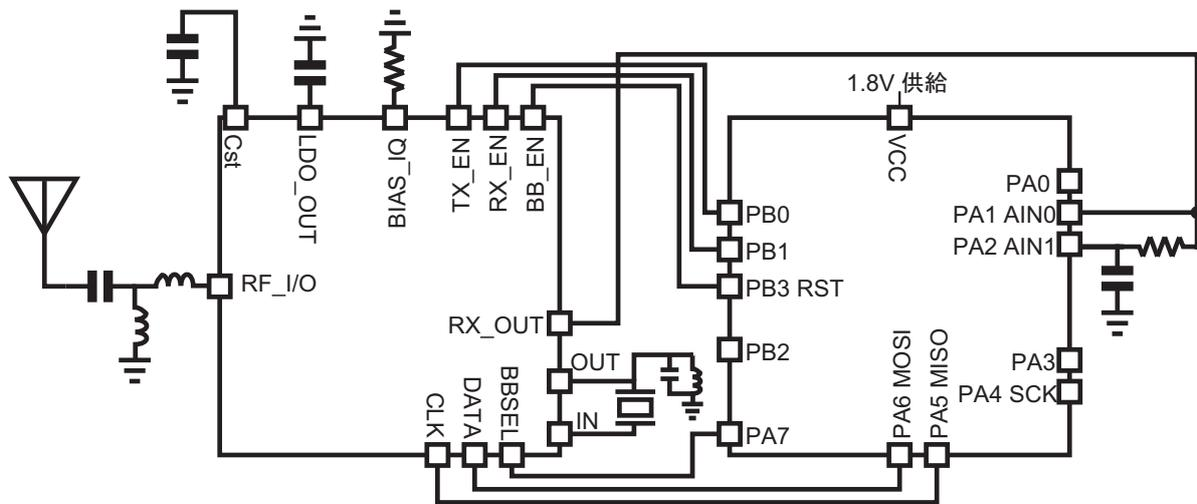 1.8V 供給
Cst
LDO_OUT
BIAS_IQ
TX_EN
RX_EN
BB_EN
VCC
PA0
PA1 AIN0
PA2 AIN1
PB0
PB1
PB3 RST
RF_I/O
RX_OUT
PB2
OUT
PA3
PA4 SCK
CLK
DATA
BBSEL
IN
PA7
PA6 MOSI
PA5 MISO